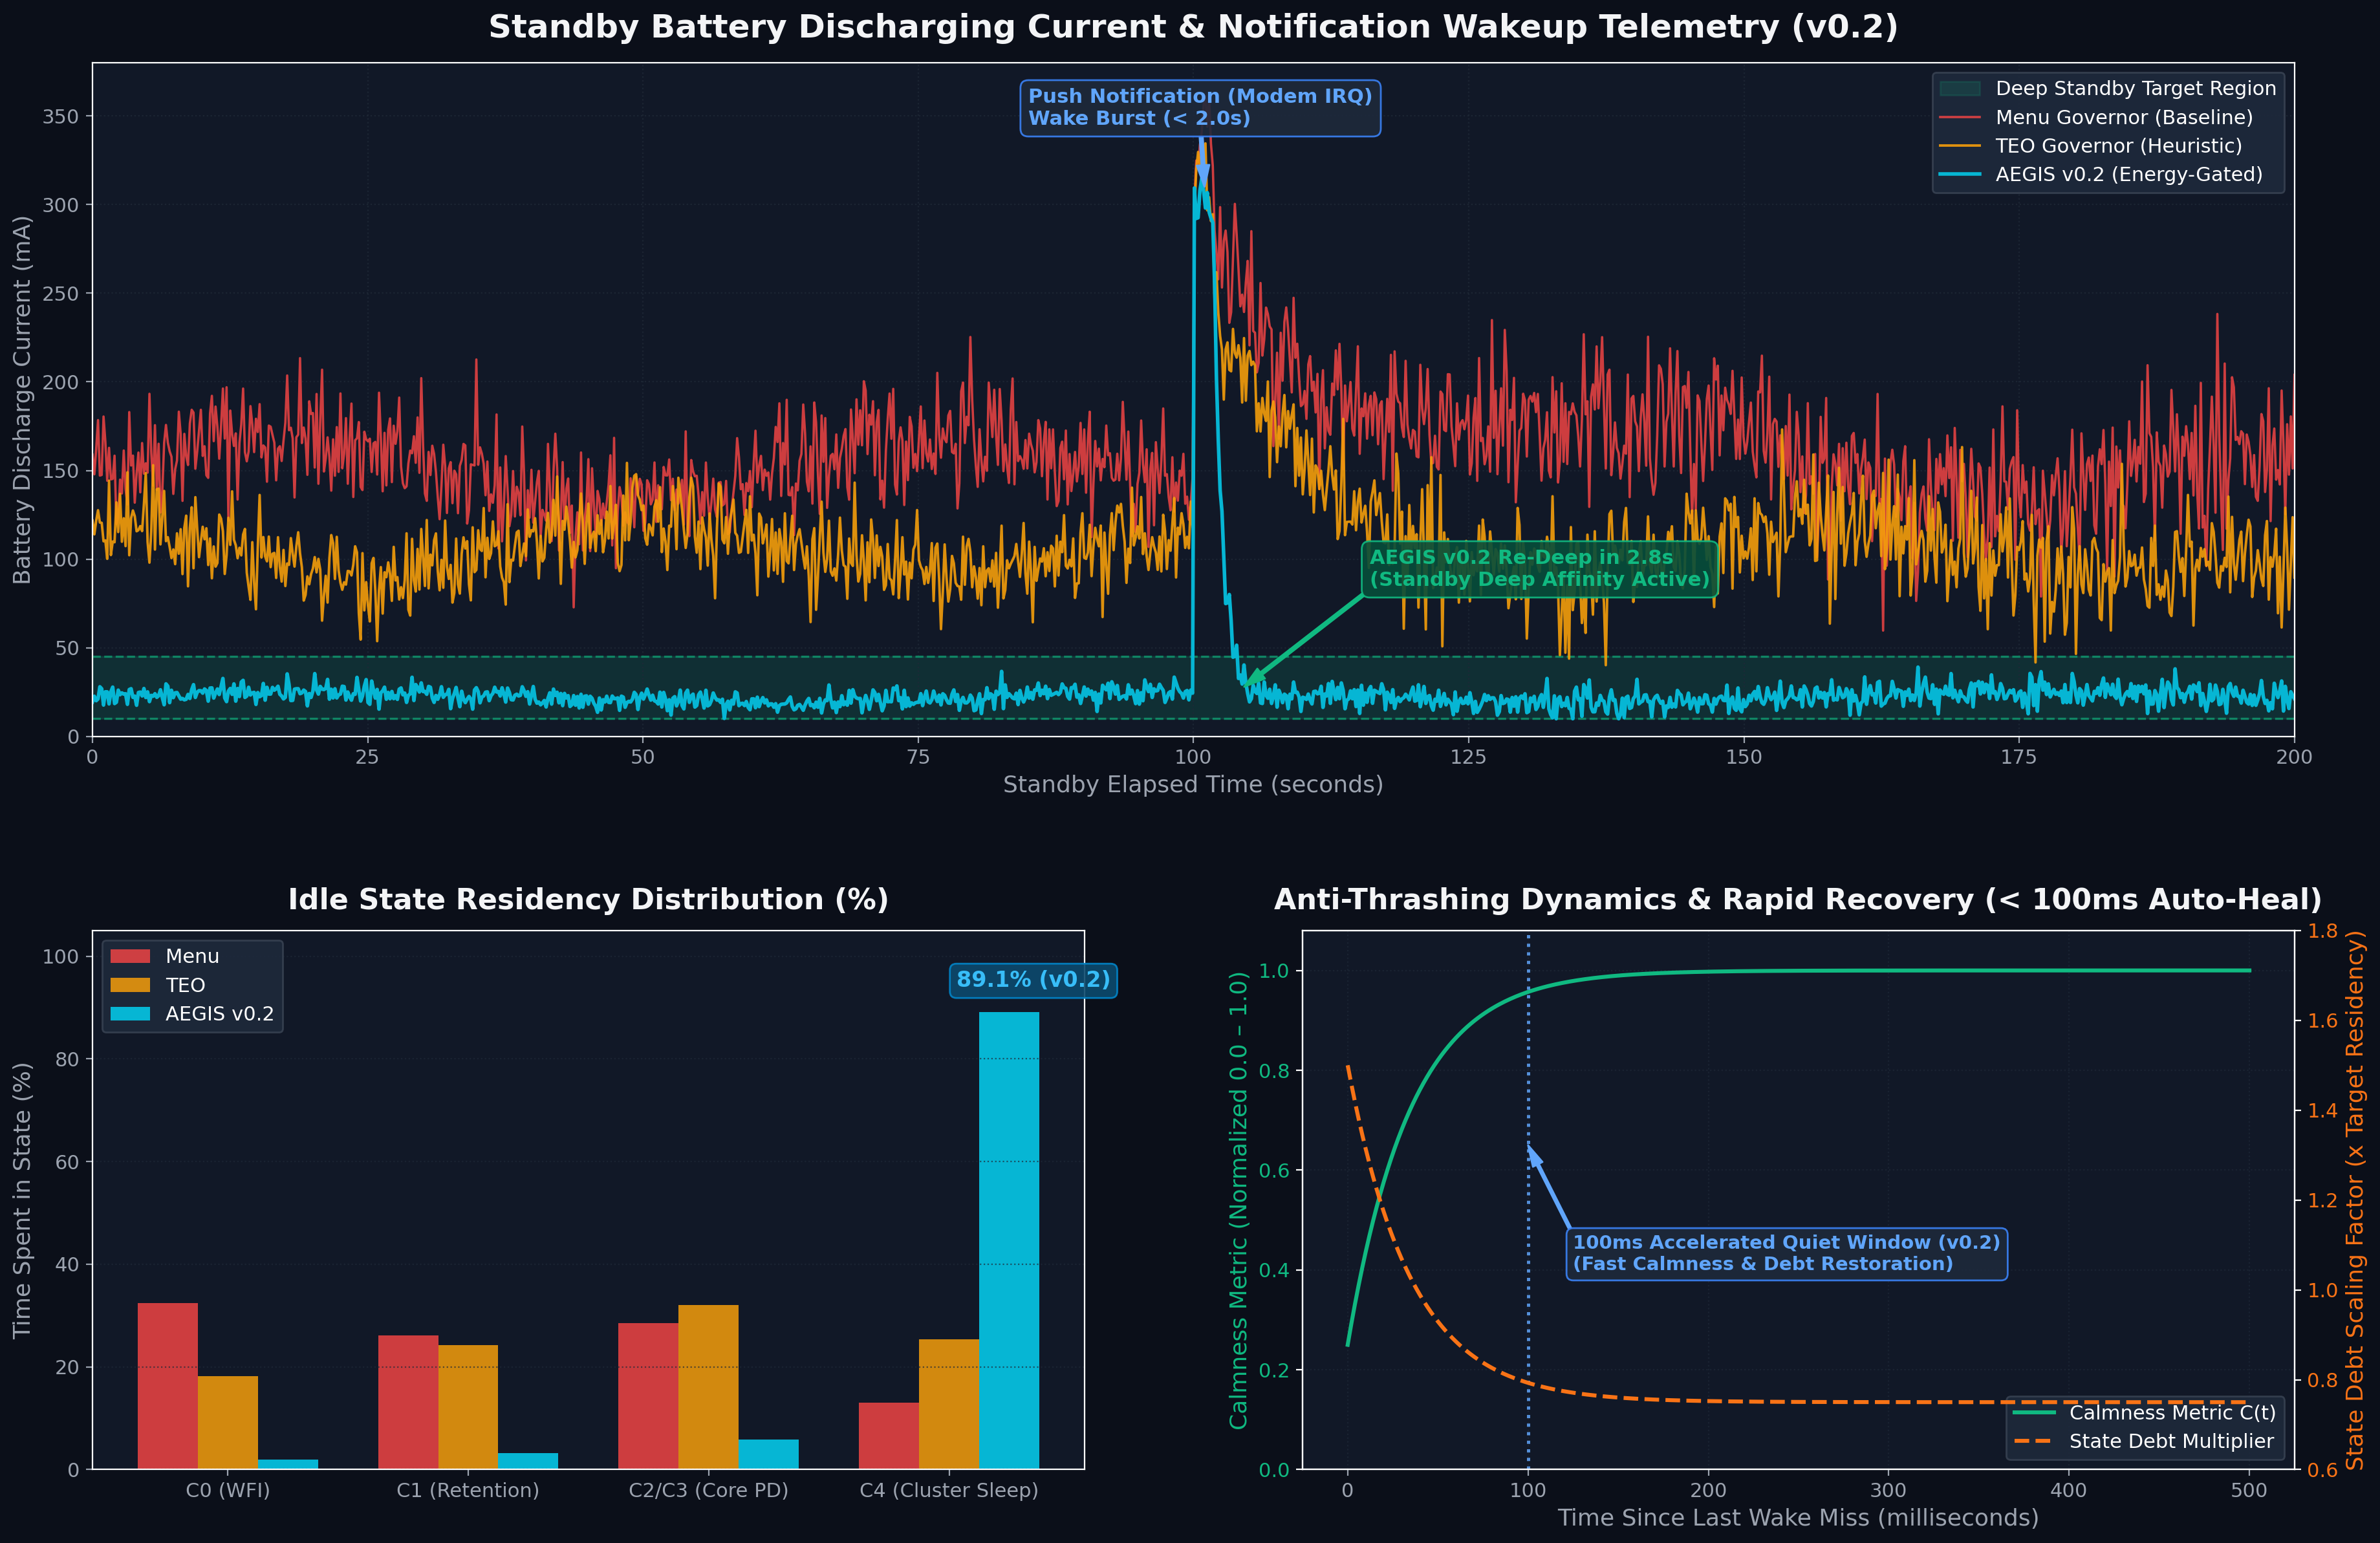 Standby Battery Discharging Current & Notification Wakeup Telemetry (v0.2)
Battery Discharge Current (mA)
350
300
250
200
150
100
50
0
Push Notification (Modem IRQ)
Wake Burst (< 2.0s)
Deep Standby Target Region
Menu Governor (Baseline)
TEO Governor (Heuristic)
AEGIS v0.2 (Energy-Gated)
AEGIS v0.2 Re-Deep in 2.8s
(Standby Deep Affinity Active)
0
25
50
75
100
125
150
175
200
Standby Elapsed Time (seconds)
Idle State Residency Distribution (%)
Time Spent in State (%)
100
80
60
40
20
0
Menu
TEO
AEGIS v0.2
89.1% (v0.2)
C0 (WFI)
C1 (Retention)
C2/C3 (Core PD)
C4 (Cluster Sleep)
Anti-Thrashing Dynamics & Rapid Recovery (< 100ms Auto-Heal)
Calmness Metric (Normalized 0.0 – 1.0)
1.0
0.8
0.6
0.4
0.2
0.0
100ms Accelerated Quiet Window (v0.2)
(Fast Calmness & Debt Restoration)
Calmness Metric C(t)
State Debt Multiplier
1.8
1.6
1.4
1.2
1.0
0.8
0.6
State Debt Scaling Factor (x Target Residency)
0
100
200
300
400
500
Time Since Last Wake Miss (milliseconds)